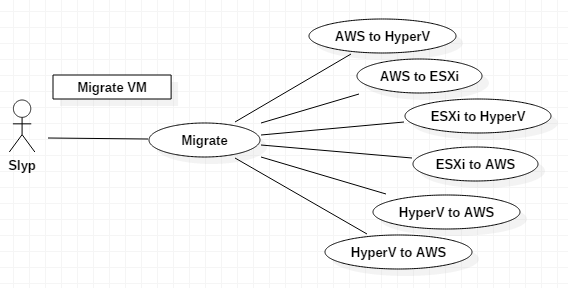 AWS to HyperV
AWS to ESXi
Migrate VM
ESXi to HyperV
Migrate
Slyp
ESXi to AWS
HyperV to AWS
HyperV to AWS